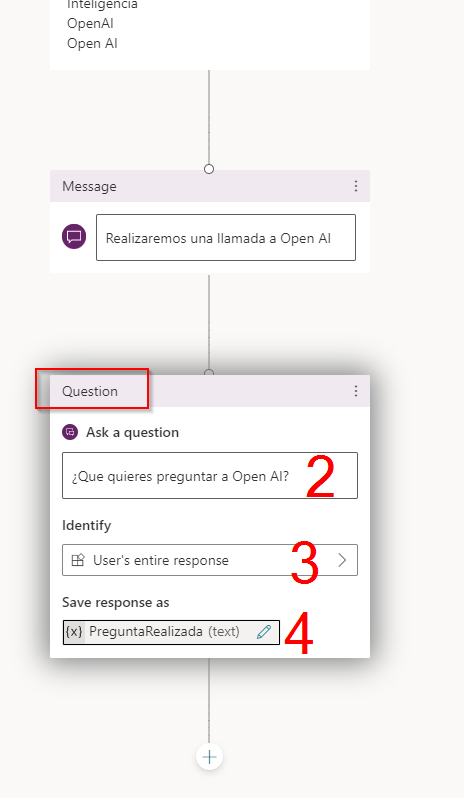 Inteligencia
OpenAI
Open AI
Message
Realizaremos una llamada a Open AI
Question
Ask a question
¿Que quieres preguntar a Open AI? 2
Identify
User's entire response 3
Save response as
{x} PreguntaRealizada (text) 4